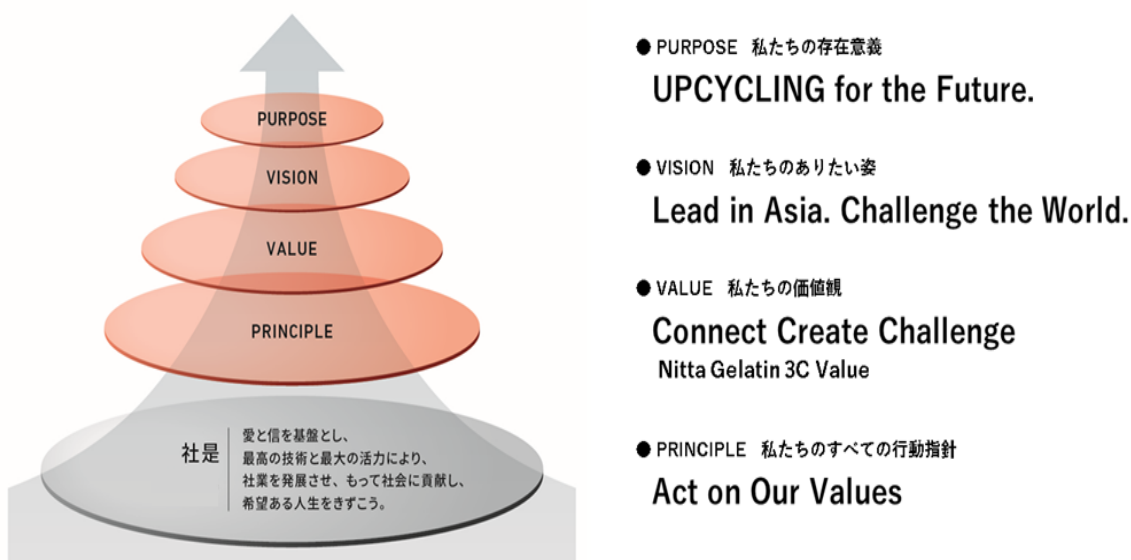 PURPOSE
VISION
VALUE
PRINCIPLE
社是
愛と信を基盤とし、
最高の技術と最大の活力により、
社業を発展させ、もって社会に貢献し、
希望ある人生をきずこう。
● PURPOSE 私たちの存在意義
UPCYCLING for the Future.
● VISION 私たちのありたい姿
Lead in Asia. Challenge the World.
● VALUE 私たちの価値観
Connect Create Challenge
Nitta Gelatin 3C Value
● PRINCIPLE 私たちのすべての行動指針
Act on Our Values